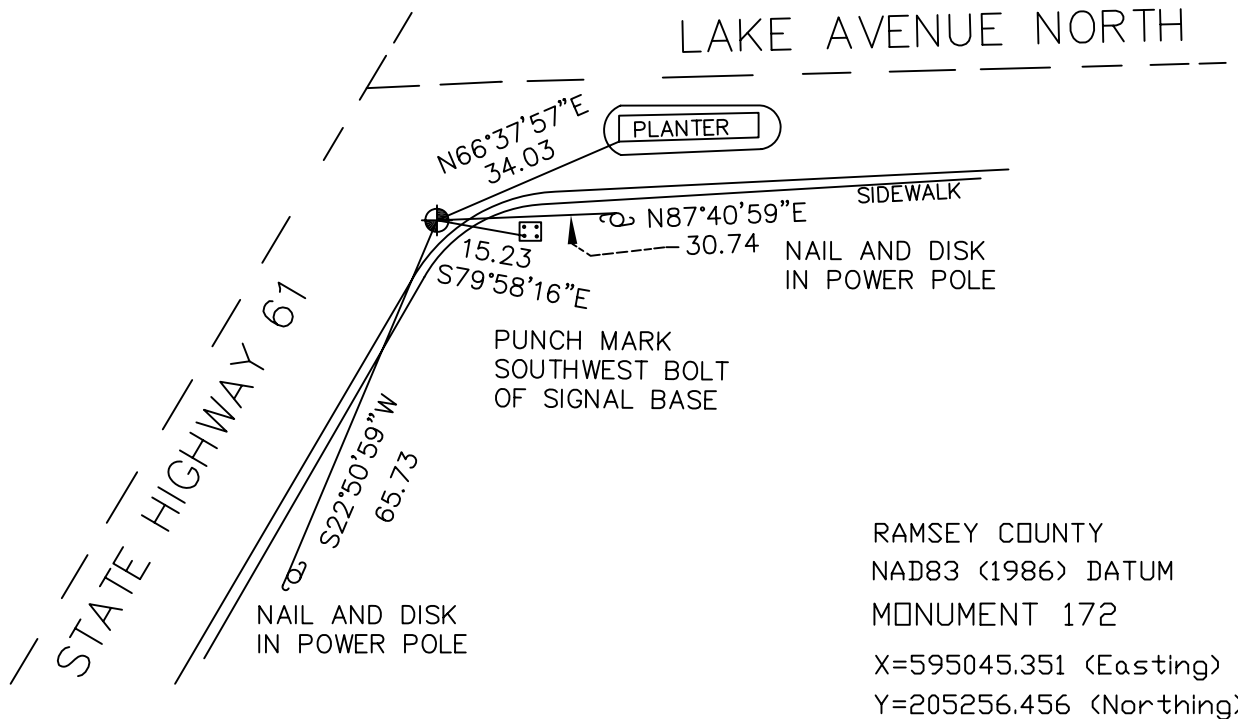 LAKE AVENUE NORTH
N66°37'57"E
34.03
PLANTER
SIDEWALK
N87°40'59"E
30.74
NAIL AND DISK
IN POWER POLE
15.23
S79°58'16"E
PUNCH MARK
SOUTHWEST BOLT
OF SIGNAL BASE
STATE HIGHWAY 61
S22°50'59"W
65.73
NAIL AND DISK
IN POWER POLE
RAMSEY COUNTY
NAD83 (1986) DATUM
MONUMENT 172
X=595045.351 (Easting)
Y=205256.456 (Northing)